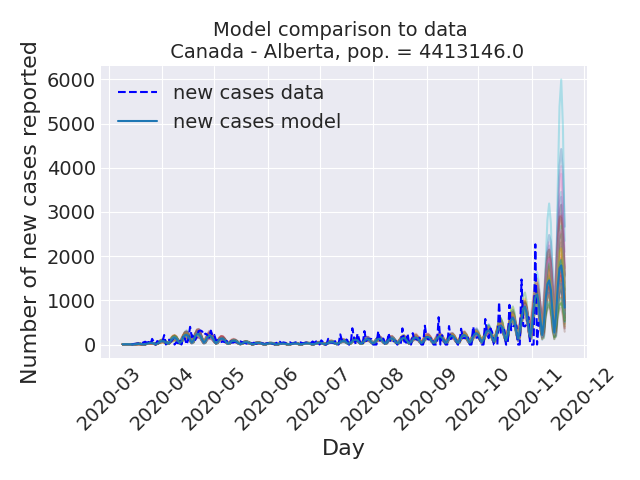 Model comparison to data
Canada - Alberta, pop. = 4413146.0
Number of new cases reported
6000
5000
4000
3000
2000
1000
0
new cases data
new cases model
2020-03
2020-04
2020-05
2020-06
2020-07
2020-08
2020-09
2020-10
2020-11
2020-12
Day